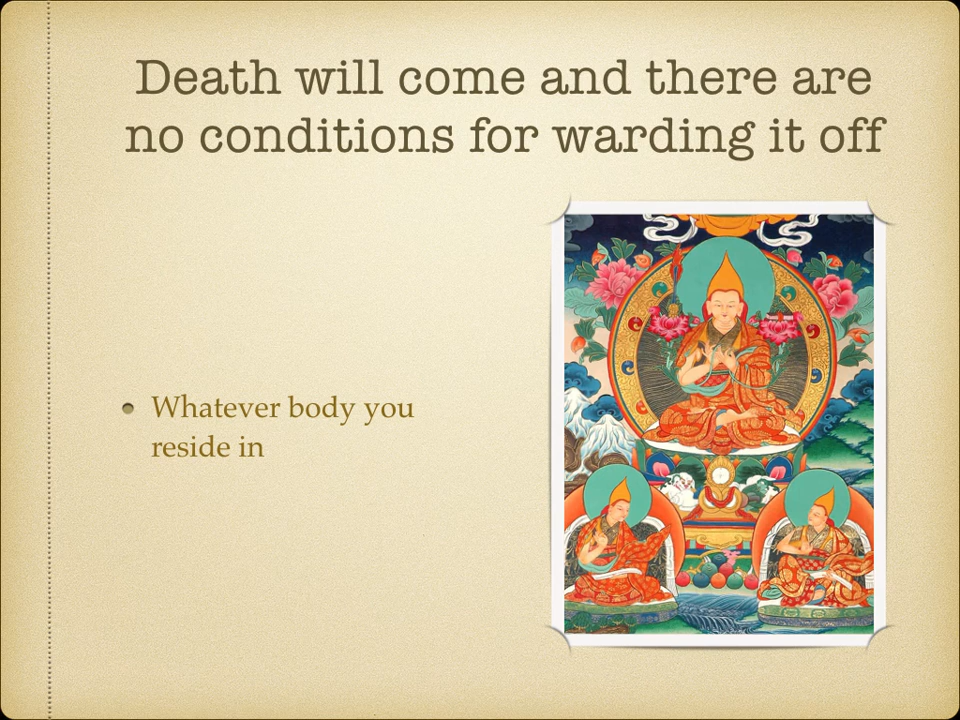 Death will come and there are
no conditions for warding it off
Whatever body you
reside in